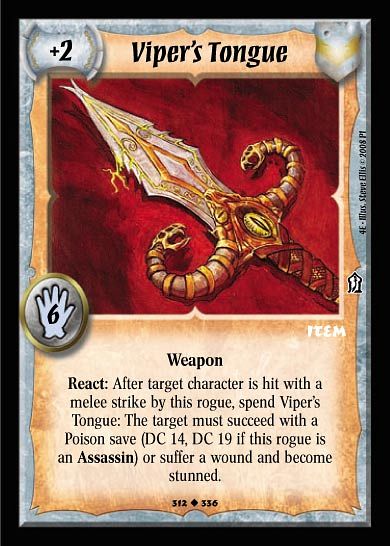 +2
Viper's Tongue
4E • Illus. Steve Ellis © 2008 P1
6
ITEM
Weapon
React: After target character is hit with a
melee strike by this rogue, spend Viper's
Tongue: The target must succeed with a
Poison save (DC 14, DC 19 if this rogue is
an Assassin) or suffer a wound and become
stunned.
312 ◆ 336